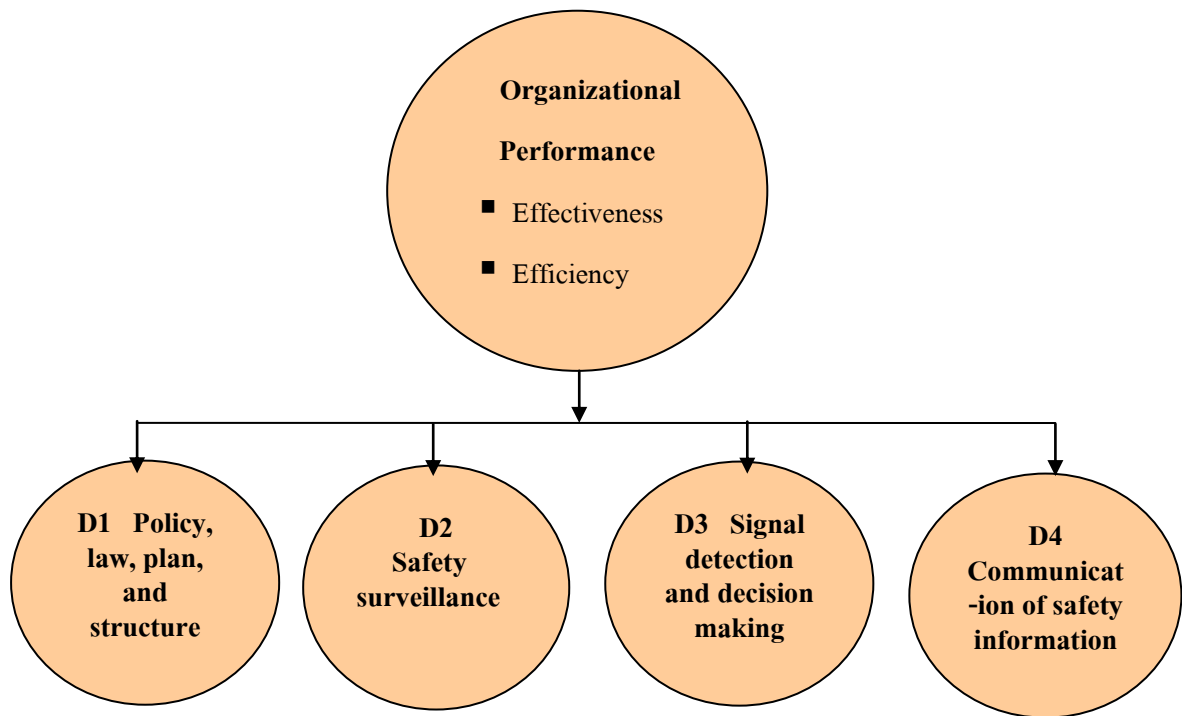 Organizational
Performance
▪ Effectiveness
▪ Efficiency
D1 Policy,
law, plan,
and
structure
D2
Safety
surveillance
D3 Signal
detection
and decision
making
D4
Communicat
-ion of safety
information